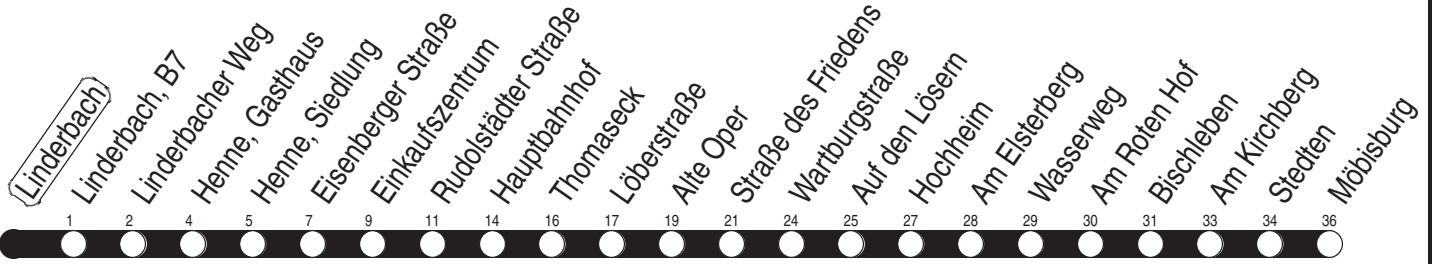 Linderbach
Linderbach, B7
Linderbacher Weg
Henne, Gasthaus
Henne, Siedlung
Eisenberger Straße
Einkaufszentrum
Rudolstädter Straße
Hauptbahnhof
Thomaseck
Löberstraße
Alte Oper
Straße des Friedens
Wartburgstraße
Auf den Lösern
Hochheim
Am Elsterberg
Wasserweg
Am Roten Hof
Bischleben
Am Kirchberg
Stedten
Möbisburg
1 2 4 5 7 9 11 14 16 17 19 21 24 25 27 28 29 30 31 33 34 36